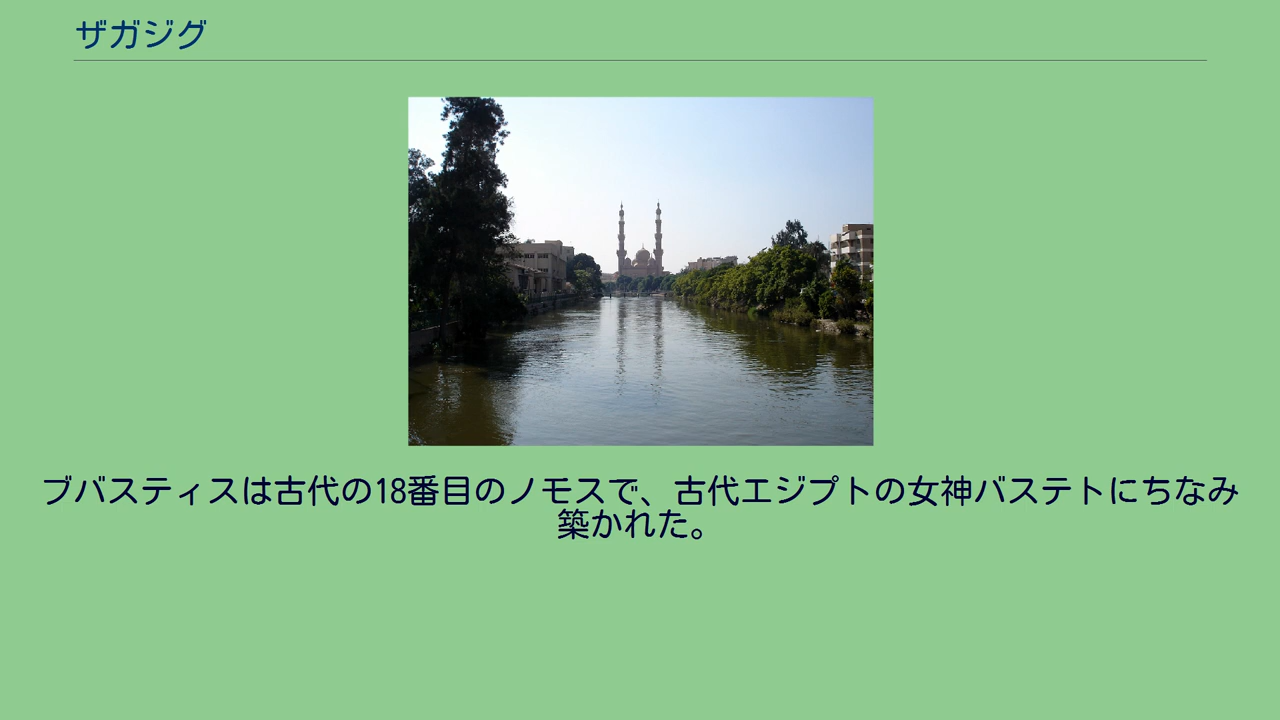 ザガジグ
ブバスティスは古代の18番目のノモスで、古代エジプトの女神バステトにちなみ
築かれた。